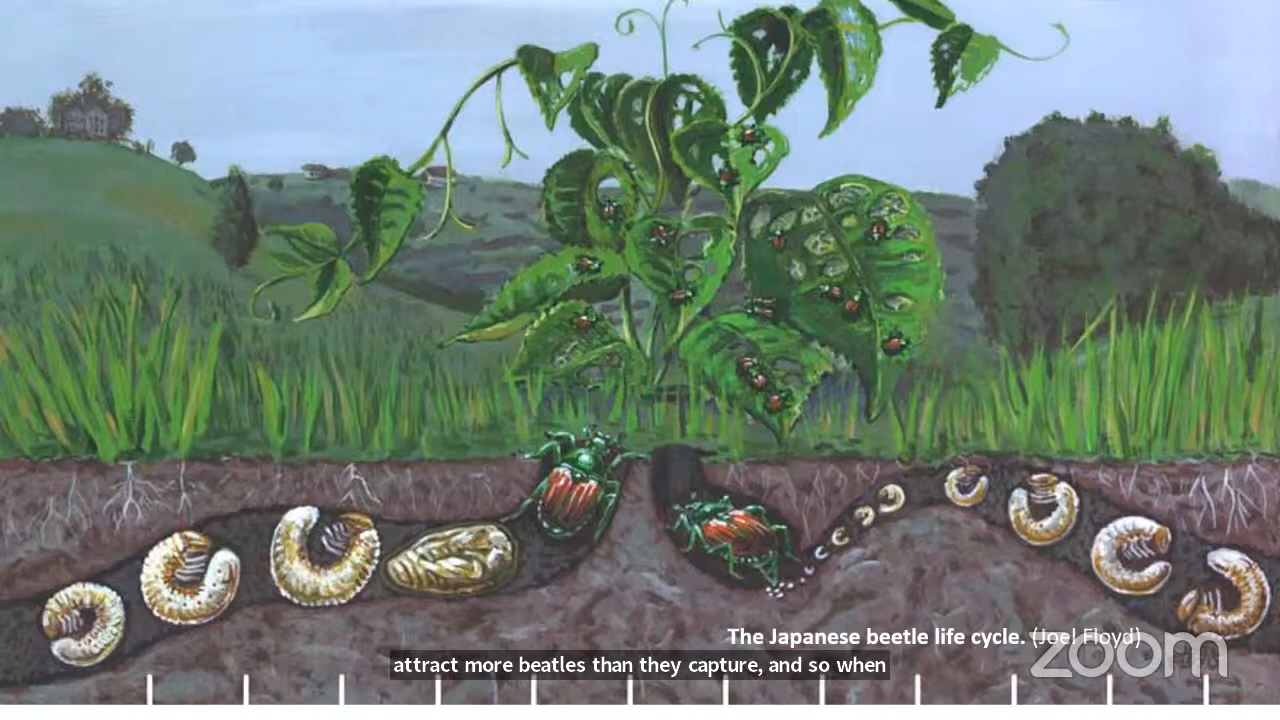 The Japanese beetle life cycle. (Joel Floyd)
attract more beatles than they capture, and so when
zoom